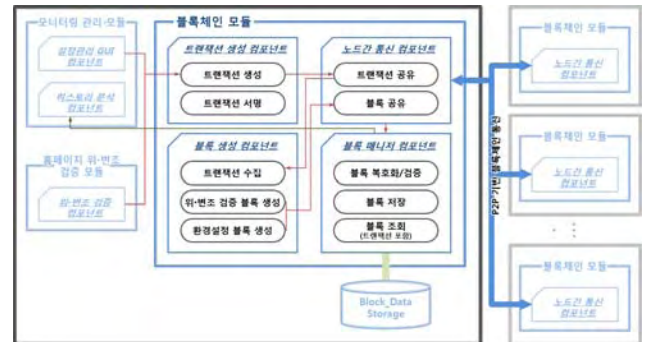 모니터링 관리·모듈
설정관리 GUI
컴포넌트
히스토리 분석
컴포넌트
홈페이지 위·변조
검증 모듈
위·변조 검증
컴포넌트
블록체인 모듈
트랜잭션 생성 컴포넌트
트랜잭션 생성
트랜잭션 서명
노드간 통신 컴포넌트
트랜잭션 공유
블록 공유
블록 생성 컴포넌트
트랜잭션 수집
위·변조 검증 블록 생성
환경설정 블록 생성
블록 매니저 컴포넌트
블록 복호화/검증
블록 저장
블록 조회
(트랜잭션 포함)
Block_Data
Storage
P2P기반 블록체인 통신
블록체인 모듈
노드간 통신
컴포넌트
블록체인 모듈
노드간 통신
컴포넌트
블록체인 모듈
노드간 통신
컴포넌트